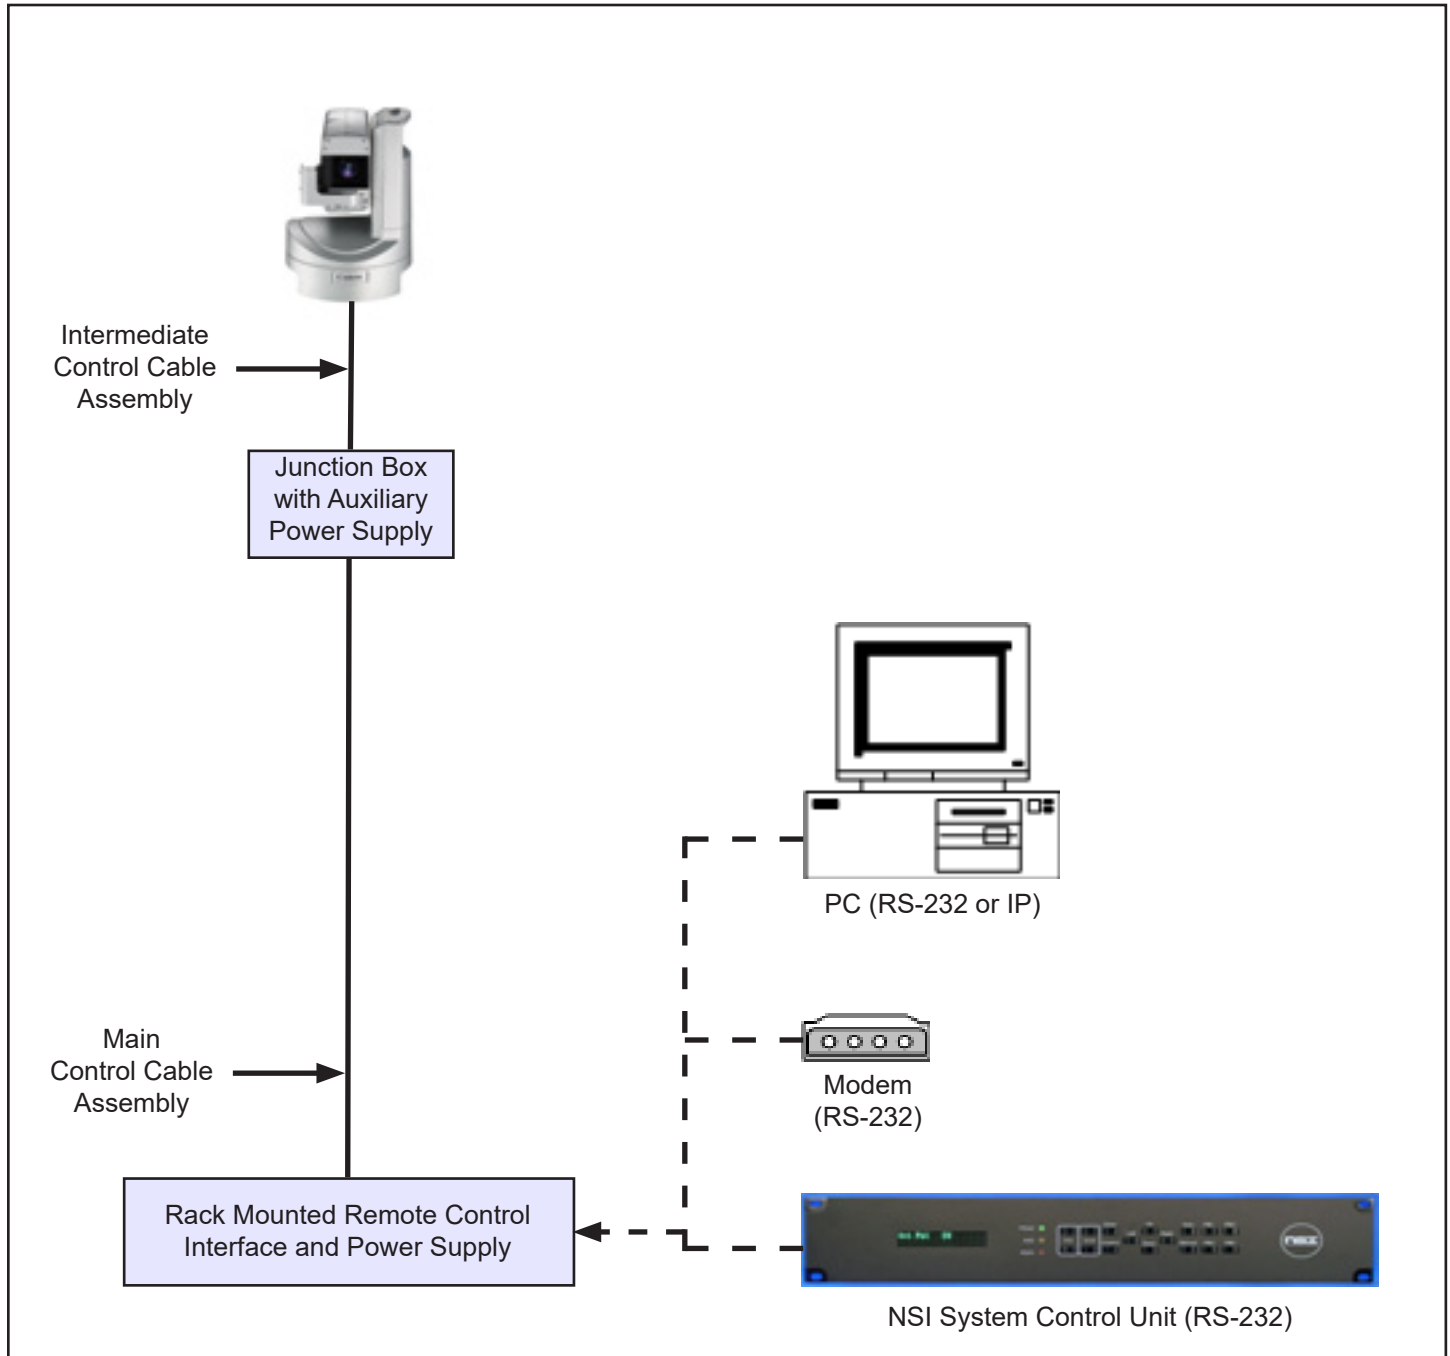 Intermediate
Control Cable
Assembly
Junction Box
with Auxiliary
Power Supply
PC (RS-232 or IP)
Main
Control Cable
Assembly
Modem
(RS-232)
Rack Mounted Remote Control
Interface and Power Supply
NSI System Control Unit (RS-232)